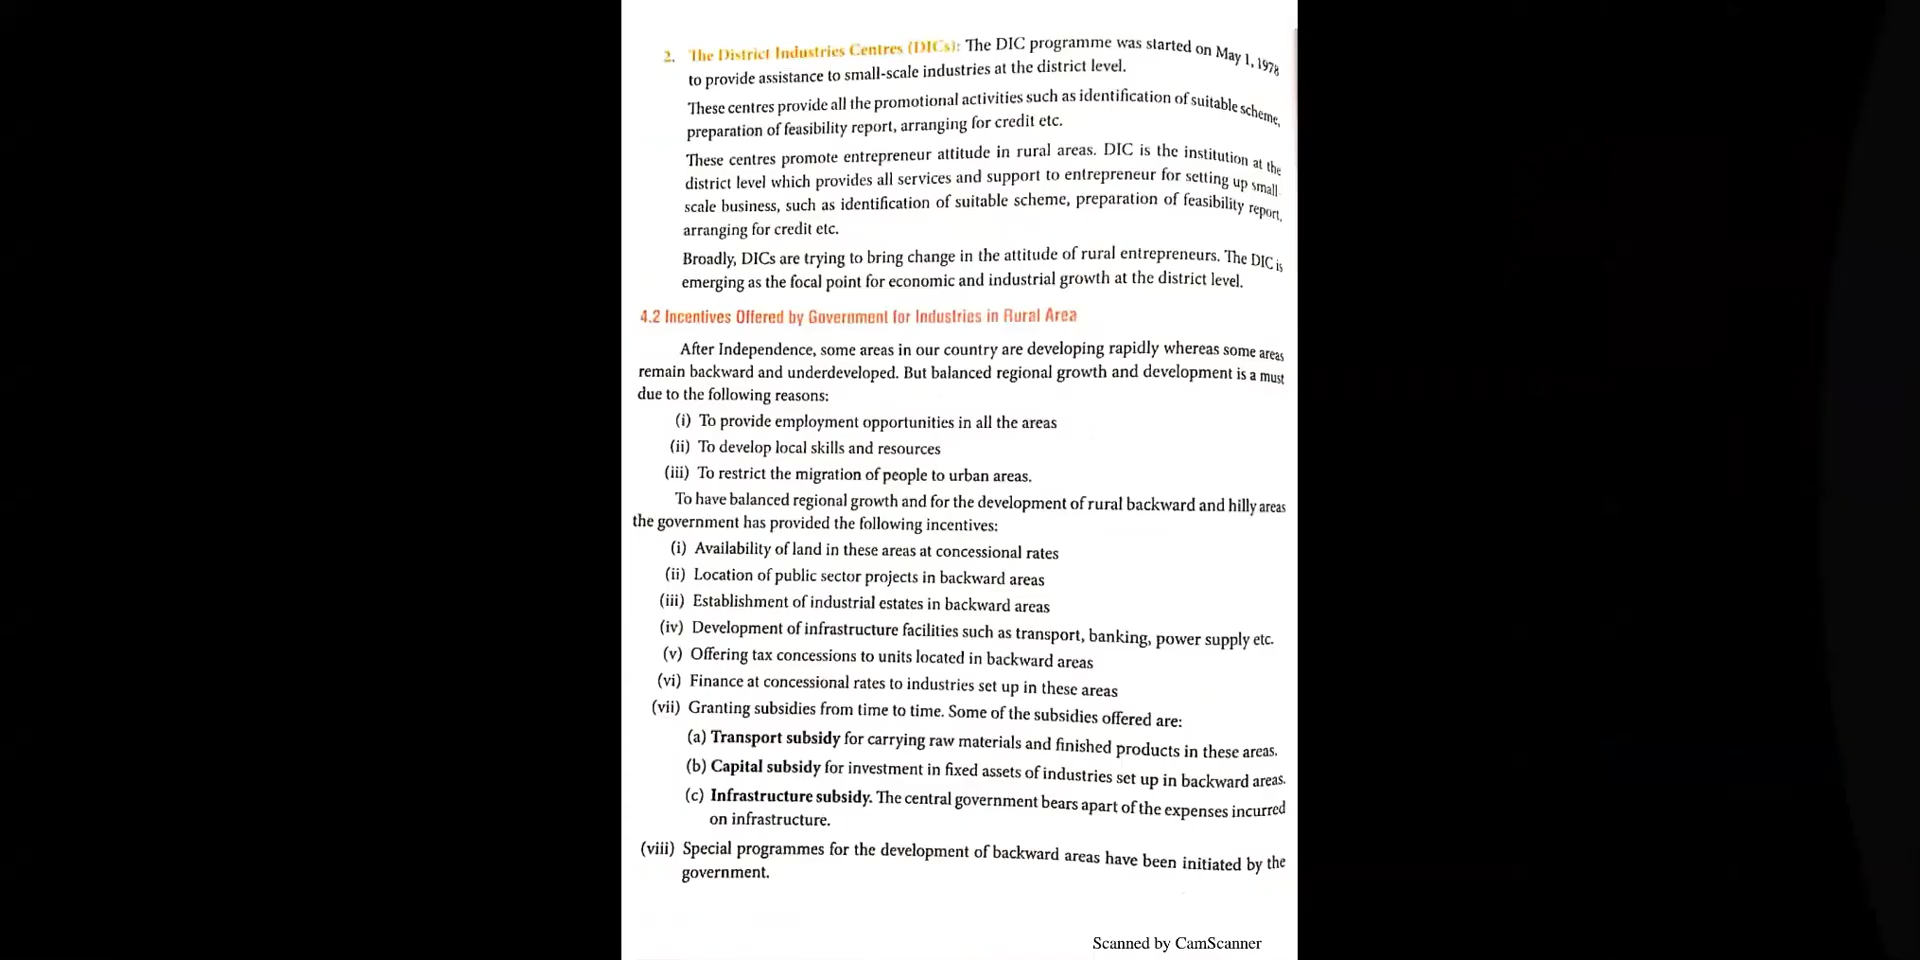 2. The District Industries Centres (DICs): The DIC programme was started on May 1, 1978
to provide assistance to small-scale industries at the district level.
These centres provide all the promotional activities such as identification of suitable scheme,
preparation of feasibility report, arranging for credit etc.
These centres promote entrepreneur attitude in rural areas. DIC is the institution at the
district level which provides all services and support to entrepreneur for setting up small
scale business, such as identification of suitable scheme, preparation of feasibility report,
arranging for credit etc.
Broadly, DICs are trying to bring change in the attitude of rural entrepreneurs. The DIC is
emerging as the focal point for economic and industrial growth at the district level.
4.2 Incentives Offered by Government for Industries in Rural Area
After Independence, some areas in our country are developing rapidly whereas some areas
remain backward and underdeveloped. But balanced regional growth and development is a must
due to the following reasons:
(i) To provide employment opportunities in all the areas
(ii) To develop local skills and resources
(iii) To restrict the migration of people to urban areas.
To have balanced regional growth and for the development of rural backward and hilly areas
the government has provided the following incentives:
(i) Availability of land in these areas at concessional rates
(ii) Location of public sector projects in backward areas
(iii) Establishment of industrial estates in backward areas
(iv) Development of infrastructure facilities such as transport, banking, power supply etc.
(v) Offering tax concessions to units located in backward areas
(vi) Finance at concessional rates to industries set up in these areas
(vii) Granting subsidies from time to time. Some of the subsidies offered are:
(a) Transport subsidy for carrying raw materials and finished products in these areas.
(b) Capital subsidy for investment in fixed assets of industries set up in backward areas.
(c) Infrastructure subsidy. The central government bears apart of the expenses incurred
on infrastructure.
(viii) Special programmes for the development of backward areas have been initiated by the
government.
Scanned by CamScanner